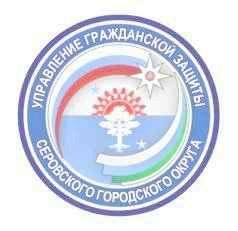 УПРАВЛЕНИЕ ГРАЖДАНСКОЙ ЗАЩИТЫ
СЕРОВСКОГО ГОРОДСКОГО ОКРУГА